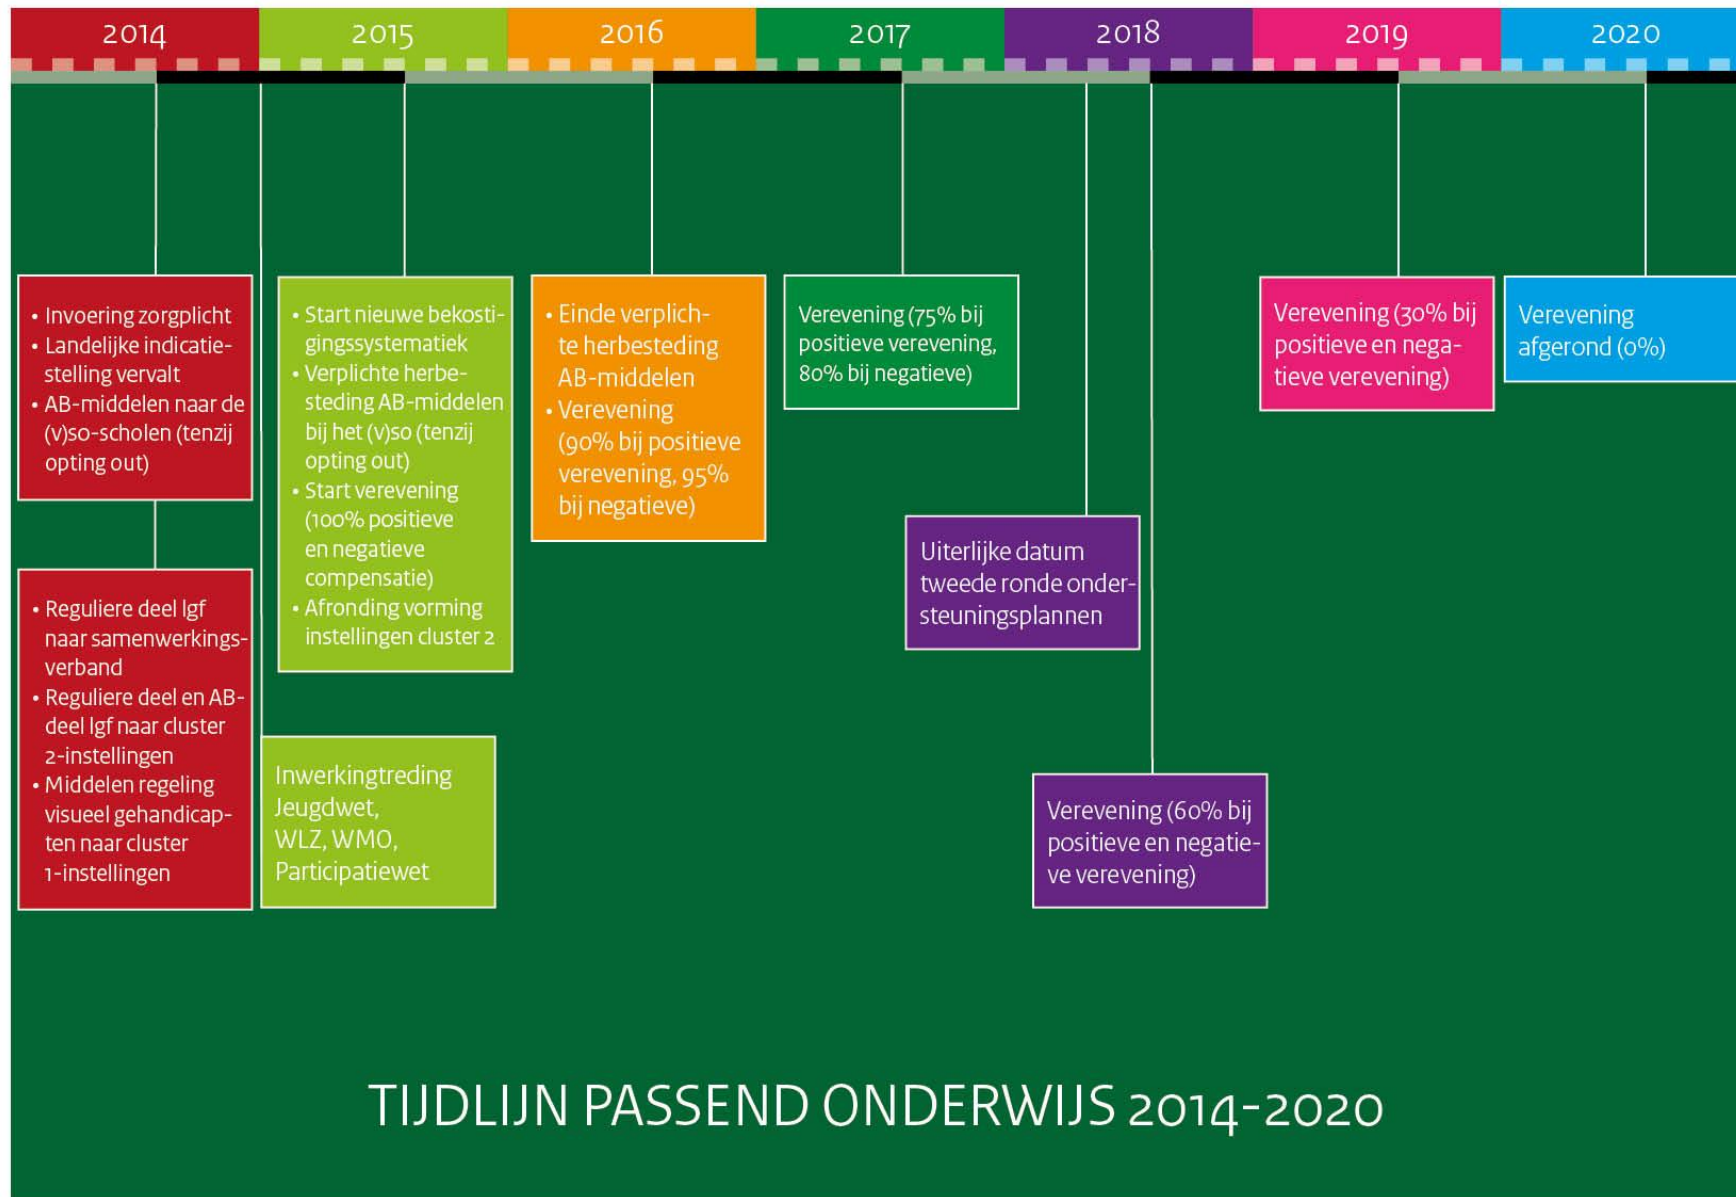 2014
2015
2016
2017
2018
2019
2020
• Invoering zorgplicht
• Landelijke indicatie-
stelling vervalt
• AB-middelen naar de
(v)so-scholen (tenzij
opting out)
• Reguliere deel lgf
naar samenwerkings-
verband
• Reguliere deel en AB-
deel lgf naar cluster
2-instellingen
• Middelen regeling
visueel gehandicap-
ten naar cluster
1-instellingen
• Start nieuwe bekosti-
gingssystematiek
• Verplichte herbe-
steding AB-middelen
bij het (v)so (tenzij
opting out)
• Start verevening
(100% positieve
en negatieve
compensatie)
• Afronding vorming
instellingen cluster 2
Inwerkingtreding
Jeugdwet,
WLZ, WMO,
Participatiewet
• Einde verplich-
te herbesteding
AB-middelen
• Verevening
(90% bij positieve
verevening, 95%
bij negatieve)
Verevening (75% bij
positieve verevening,
80% bij negatieve)
Uiterlijke datum
tweede ronde onder-
steuningsplannen
Verevening (60% bij
positieve en negatie-
ve verevening)
Verevening (30% bij
positieve en nega-
tieve verevening)
Verevening
afgerond (0%)
TIJDLIJN PASSEND ONDERWIJS 2014-2020